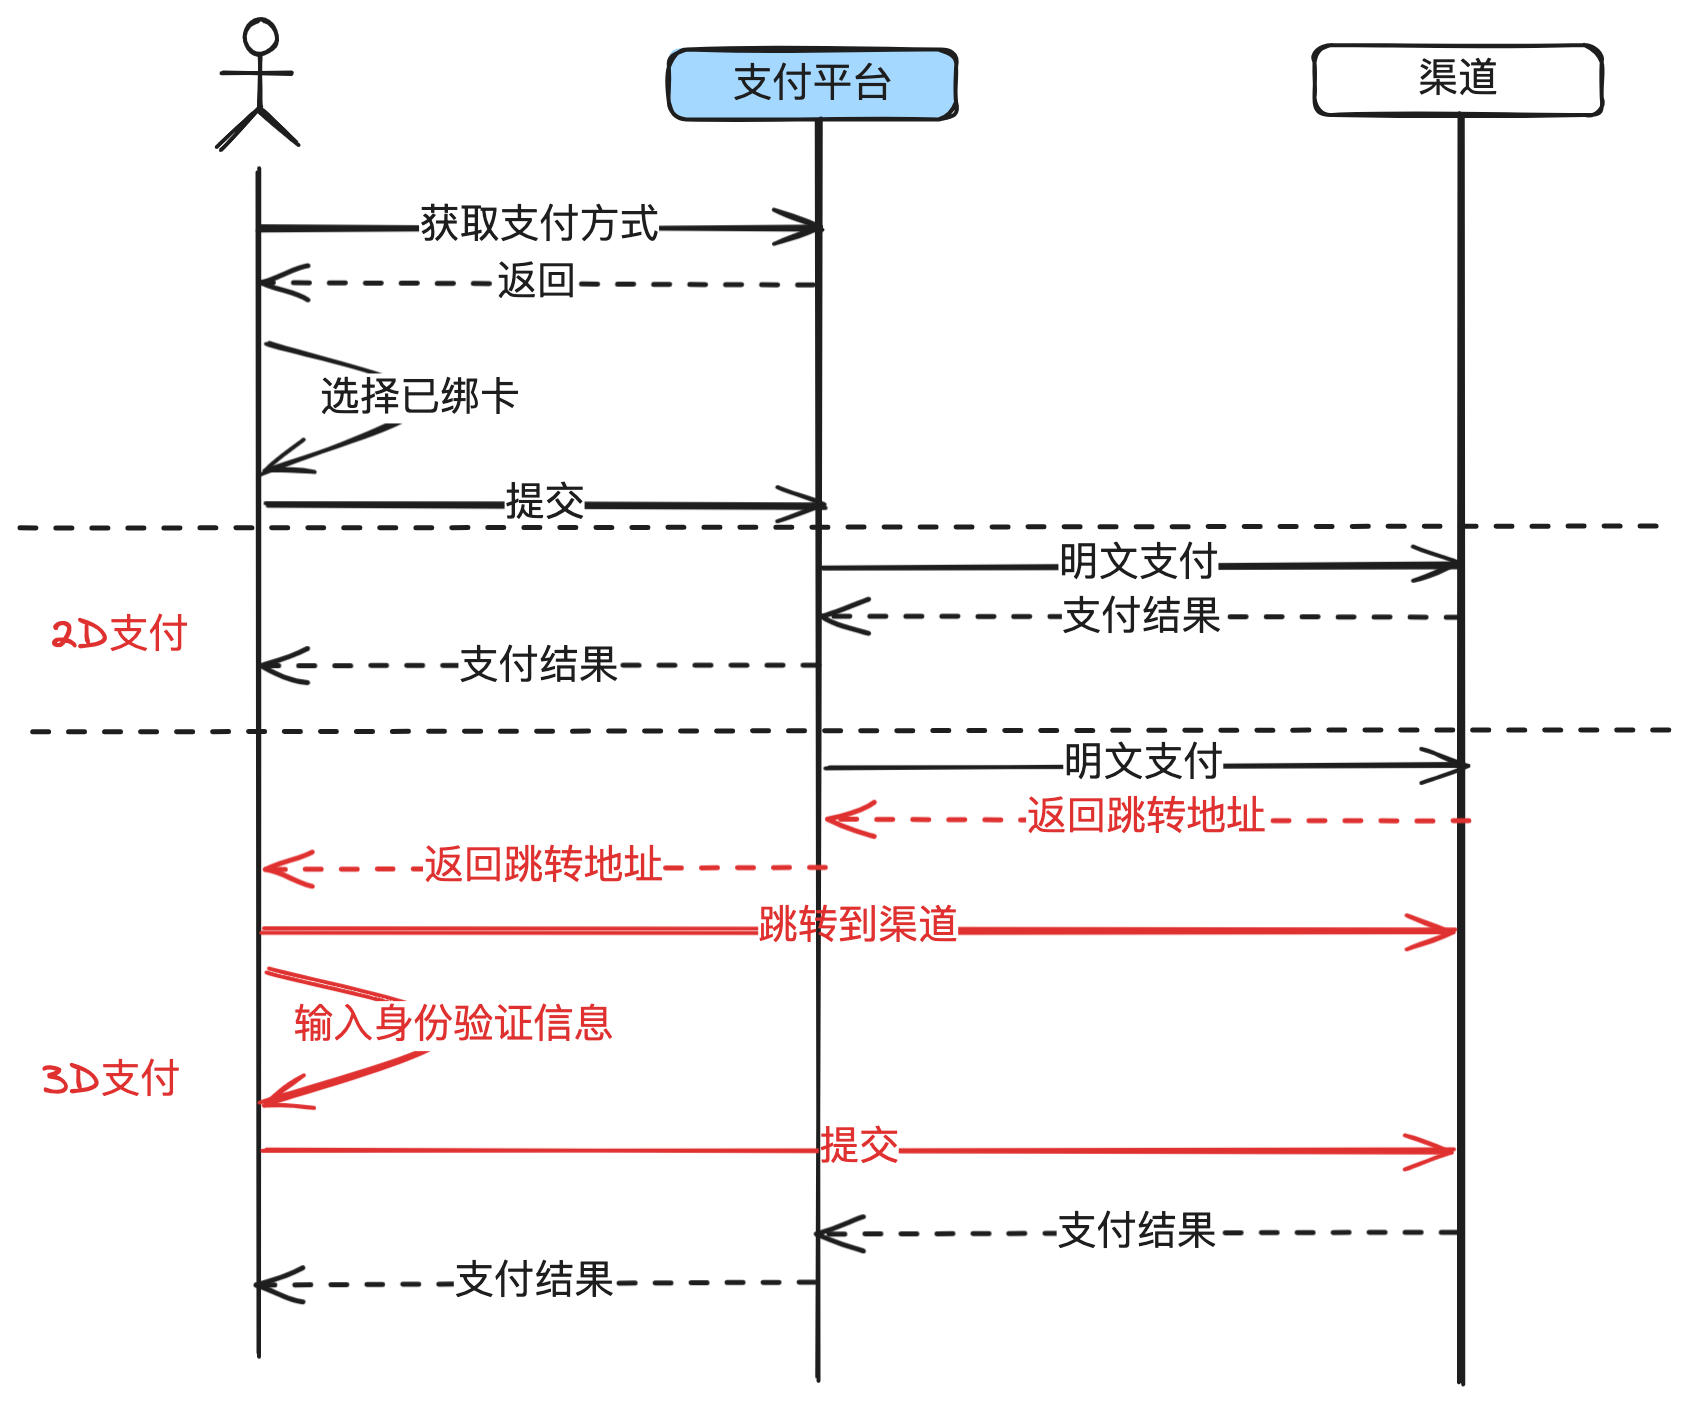 支付平台
渠道
获取支付方式
返回
选择已绑卡
提交
明文支付
支付结果
2D支付
支付结果
明文支付
返回跳转地址
返回跳转地址
跳转到渠道
输入身份验证信息
3D支付
提交
支付结果
支付结果